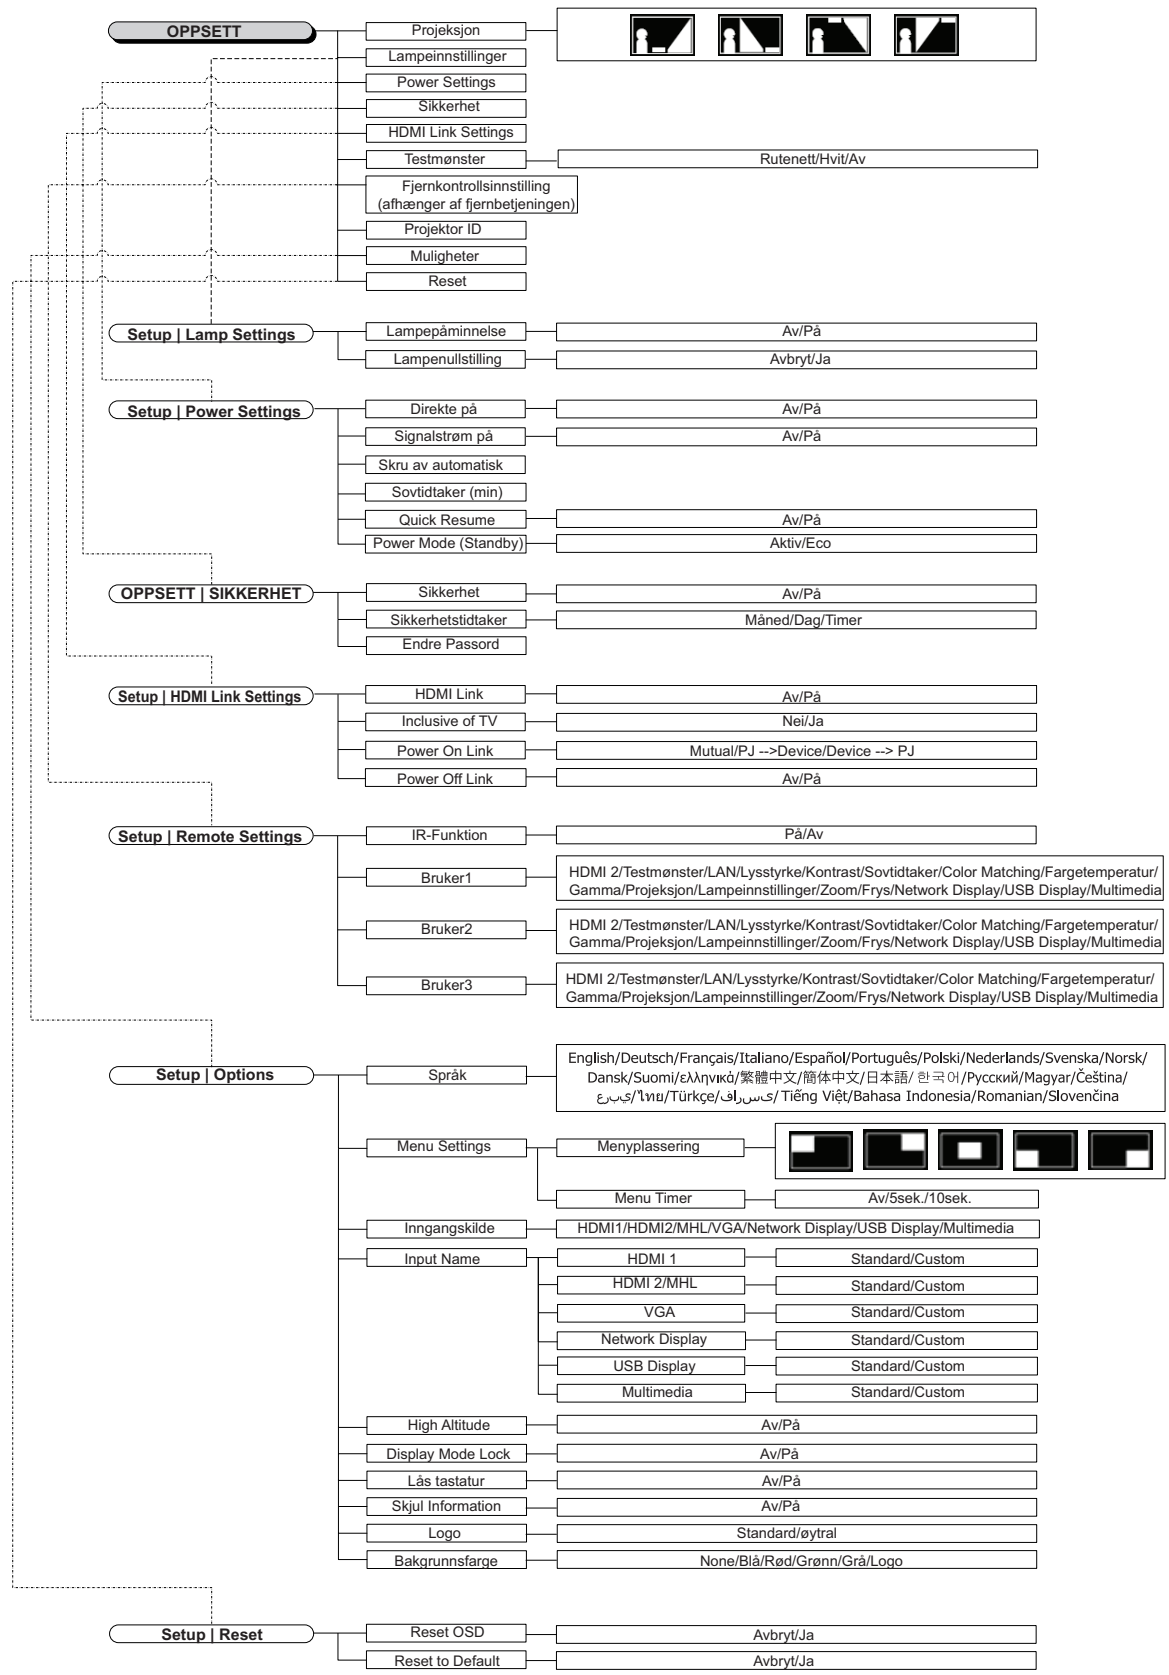 OPPSETT
Projeksjon
Lampeinnstillinger
Power Settings
Sikkerhet
HDMI Link Settings
Testmønster
Rutenett/Hvit/Av
Fjernkontrollsinnstilling
(afhænger af fjernbetjeningen)
Projektor ID
Muligheter
Reset
Setup | Lamp Settings
Lampepåminnelse
Av/På
Lampenullstilling
Avbryt/Ja
Setup | Power Settings
Direkte på
Av/På
Signalstrøm på
Av/På
Skru av automatisk
Sovtidtaker (min)
Quick Resume
Av/På
Power Mode (Standby)
Aktiv/Eco
OPPSETT | SIKKERHET
Sikkerhet
Av/På
Sikkerhetstidtaker
Måned/Dag/Timer
Endre Passord
Setup | HDMI Link Settings
HDMI Link
Av/På
Inclusive of TV
Nei/Ja
Power On Link
Mutual/PJ -->Device/Device --> PJ
Power Off Link
Av/På
Setup | Remote Settings
IR-Funktion
På/Av
Bruker1
HDMI 2/Testmønster/LAN/Lysstyrke/Kontrast/Sovtidtaker/Color Matching/Fargetemperatur/
Gamma/Projeksjon/Lampeinnstillinger/Zoom/Frys/Network Display/USB Display/Multimedia
Bruker2
HDMI 2/Testmønster/LAN/Lysstyrke/Kontrast/Sovtidtaker/Color Matching/Fargetemperatur/
Gamma/Projeksjon/Lampeinnstillinger/Zoom/Frys/Network Display/USB Display/Multimedia
Bruker3
HDMI 2/Testmønster/LAN/Lysstyrke/Kontrast/Sovtidtaker/Color Matching/Fargetemperatur/
Gamma/Projeksjon/Lampeinnstillinger/Zoom/Frys/Network Display/USB Display/Multimedia
Setup | Options
Språk
English/Deutsch/Français/Italiano/Español/Português/Polski/Nederlands/Svenska/Norsk/
Dansk/Suomi/ελληνικά/繁體中文/简体中文/日本語/한국어/Русский/Magyar/Čeština/
ي‌ب‌ر‌ع/ไทย/Türkçe/ی‌س‌ر‌ا‌ف/Tiếng Việt/Bahasa Indonesia/Romanian/Slovenčina
Menu Settings
Menyplassering
Menu Timer
Av/5sek./10sek.
Inngangskilde
HDMI1/HDMI2/MHL/VGA/Network Display/USB Display/Multimedia
Input Name
HDMI 1
Standard/Custom
HDMI 2/MHL
Standard/Custom
VGA
Standard/Custom
Network Display
Standard/Custom
USB Display
Standard/Custom
Multimedia
Standard/Custom
High Altitude
Av/På
Display Mode Lock
Av/På
Lås tastatur
Av/På
Skjul Information
Av/På
Logo
Standard/øytral
Bakgrunnsfarge
None/Blå/Rød/Grønn/Grå/Logo
Setup | Reset
Reset OSD
Avbryt/Ja
Reset to Default
Avbryt/Ja